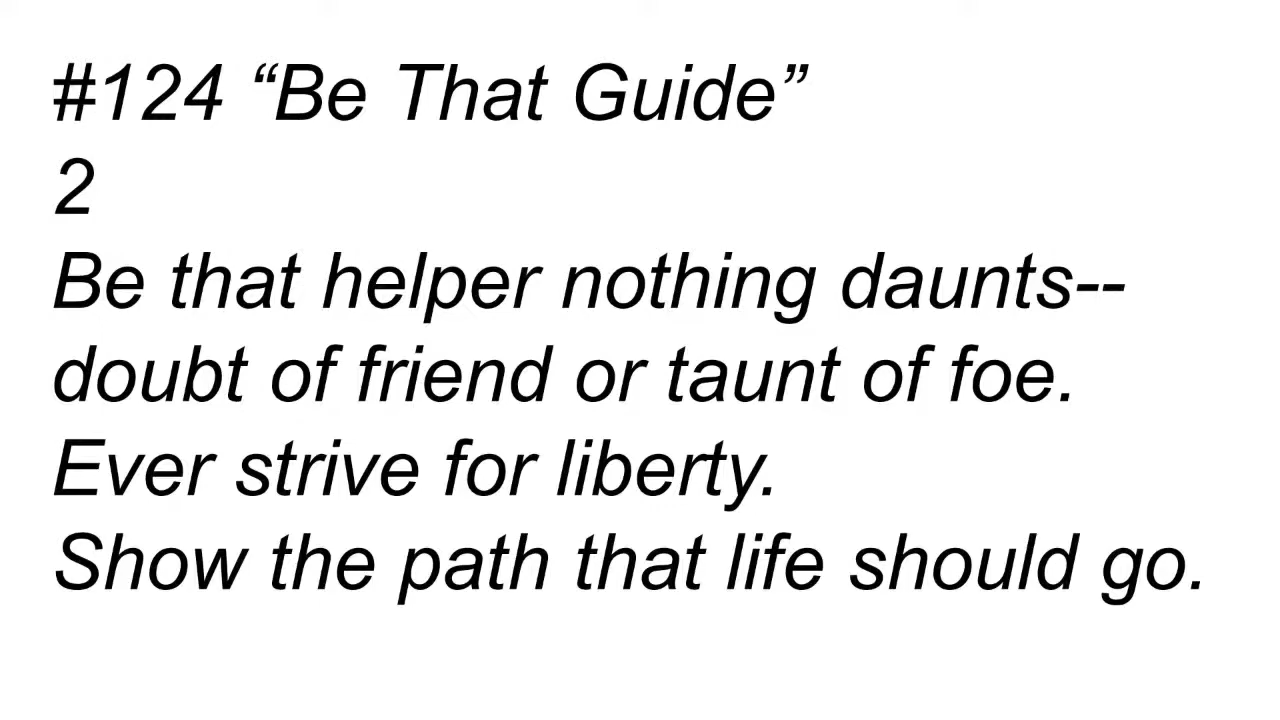 #124 “Be That Guide”
2
Be that helper nothing daunts--
doubt of friend or taunt of foe.
Ever strive for liberty.
Show the path that life should go.